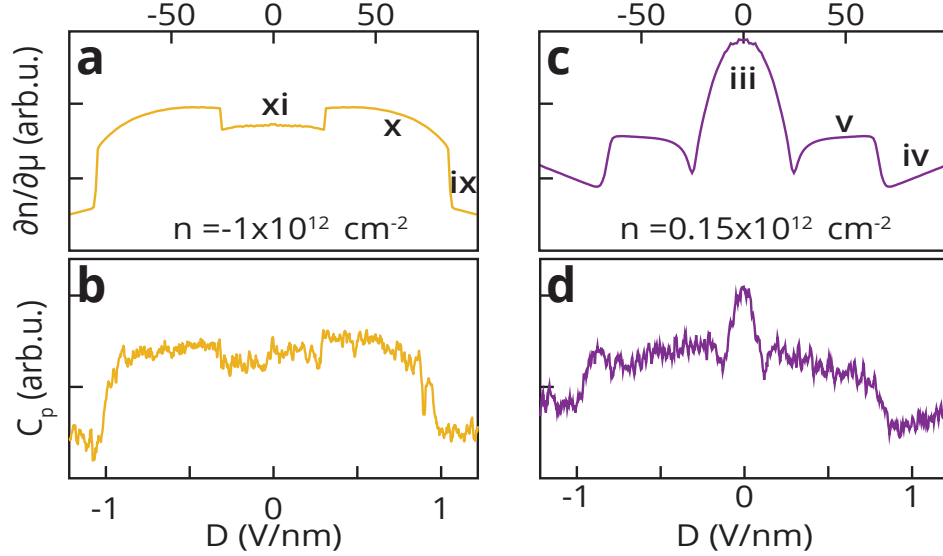 -50 0 50
-50 0 50
a
xi
x
ix
n =-1x10¹² cm⁻²
∂n/∂μ (arb.u.)
c
iii
v
iv
n =0.15x10¹² cm⁻²
b
Cₚ (arb.u.)
d
-1 0 1
D (V/nm)
-1 0 1
D (V/nm)